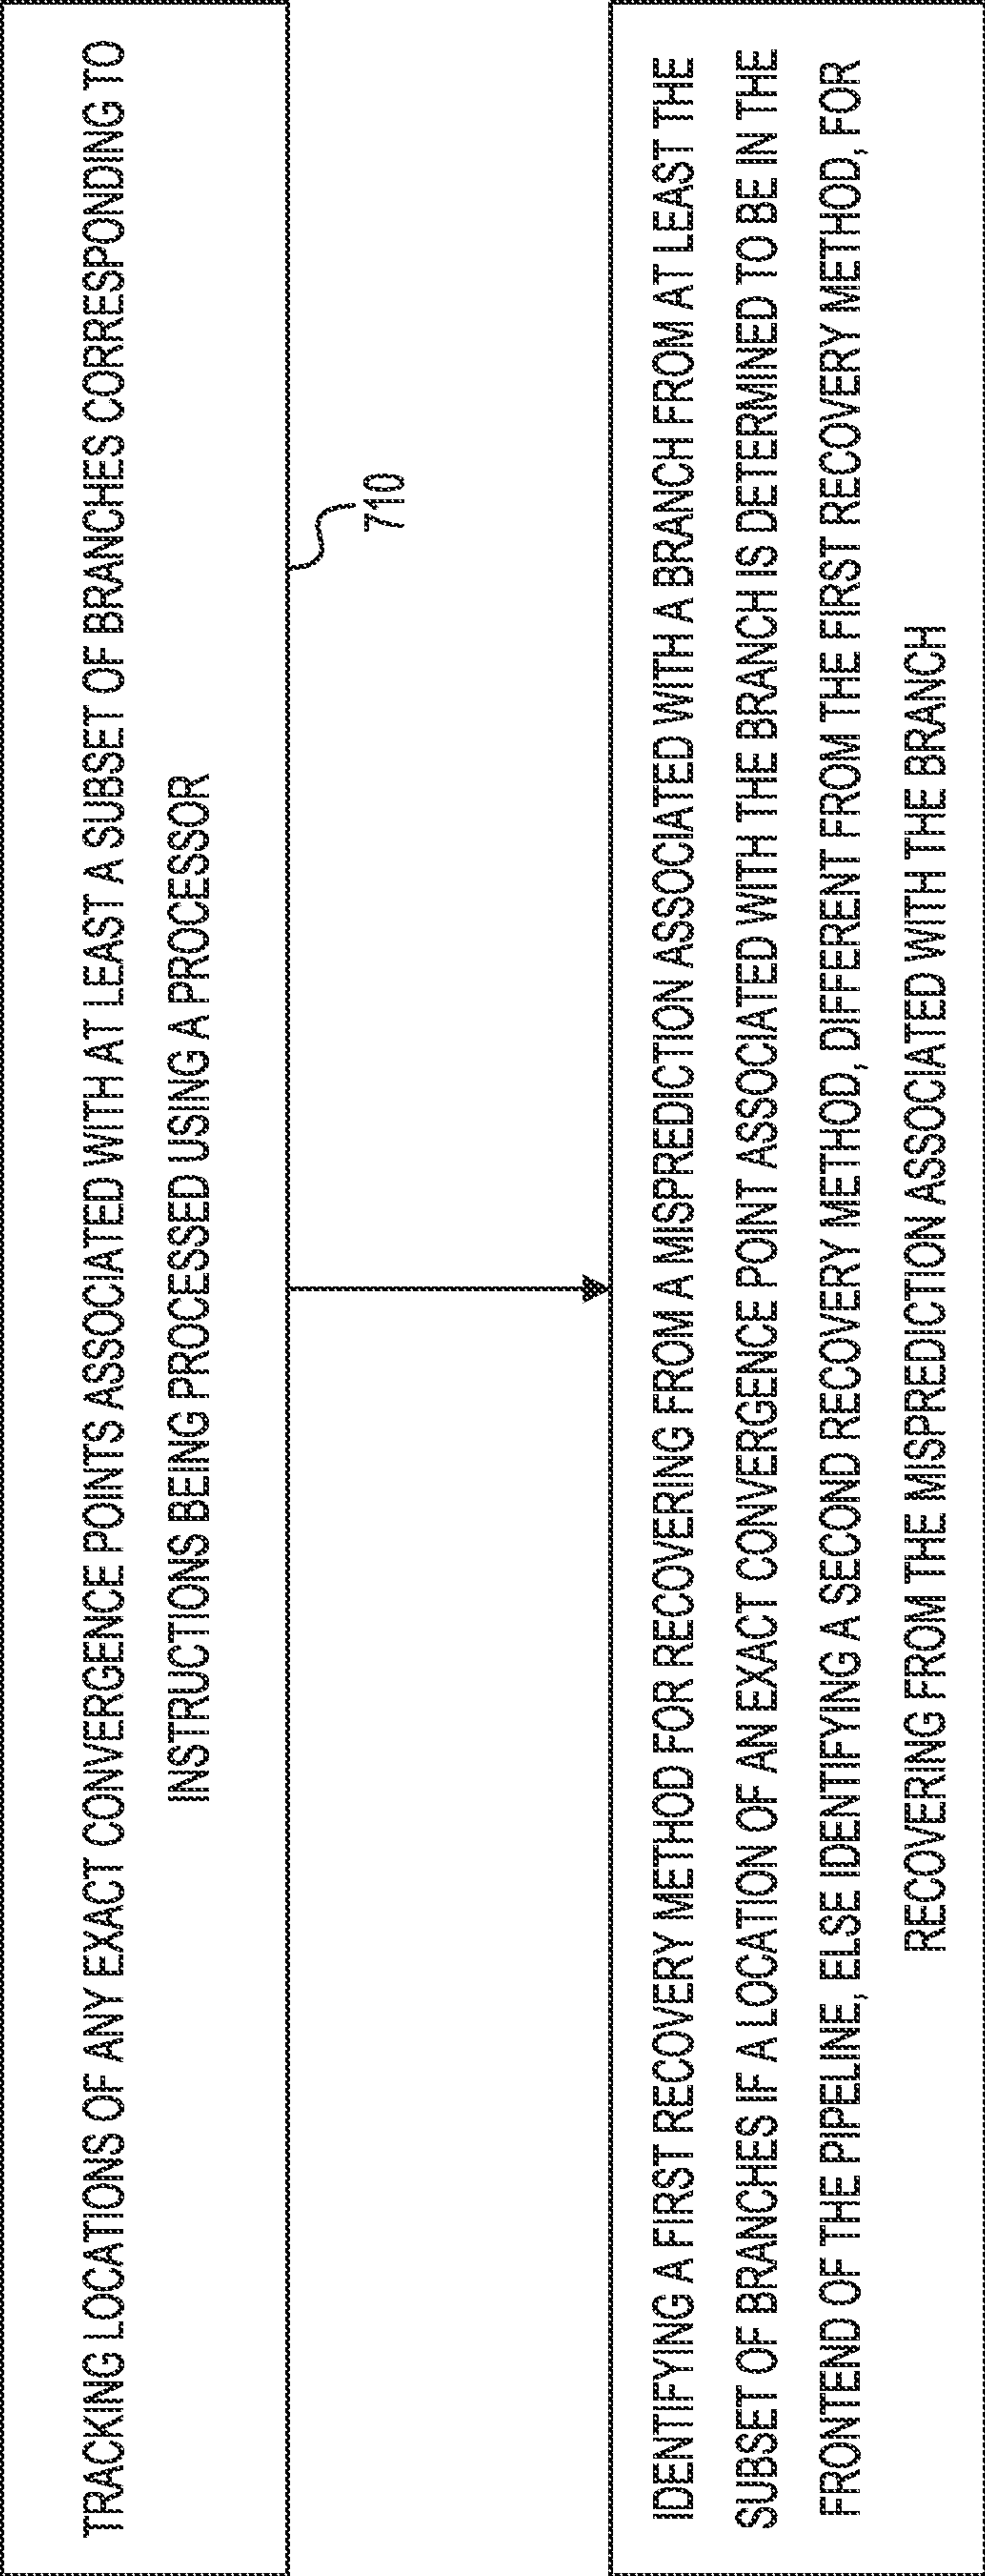 TRACKING LOCATIONS OF ANY EXACT CONVERGENCE POINTS ASSOCIATED WITH AT LEAST A SUBSET OF BRANCHES CORRESPONDING TO
INSTRUCTIONS BEING PROCESSED USING A PROCESSOR
710
IDENTIFYING A FIRST RECOVERY METHOD FOR RECOVERING FROM A MISPREDICTION ASSOCIATED WITH A BRANCH FROM AT LEAST THE
SUBSET OF BRANCHES IF A LOCATION OF AN EXACT CONVERGENCE POINT ASSOCIATED WITH THE BRANCH IS DETERMINED TO BE IN THE
FRONTEND OF THE PIPELINE, ELSE IDENTIFYING A SECOND RECOVERY METHOD, DIFFERENT FROM THE FIRST RECOVERY METHOD, FOR
RECOVERING FROM THE MISPREDICTION ASSOCIATED WITH THE BRANCH